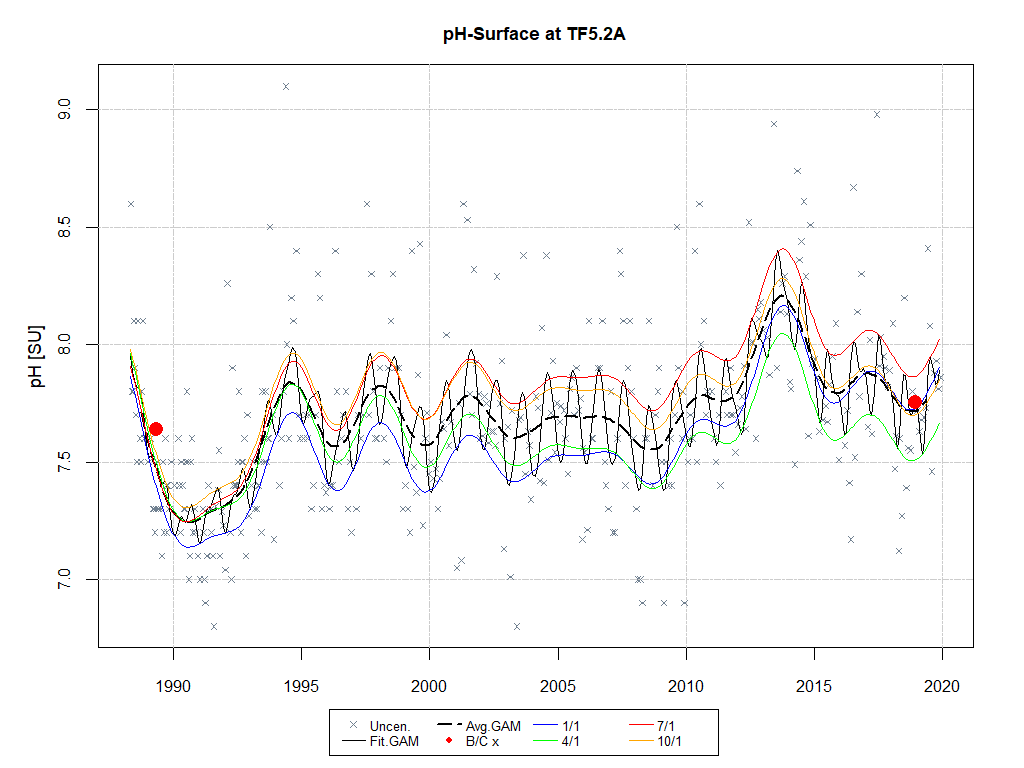 pH-Surface at TF5.2A
pH [SU]
9.0
8.5
8.0
7.5
7.0
1990 1995 2000 2005 2010 2015 2020
Uncen. Avg.GAM 1/1 7/1
Fit.GAM B/C x 4/1 10/1